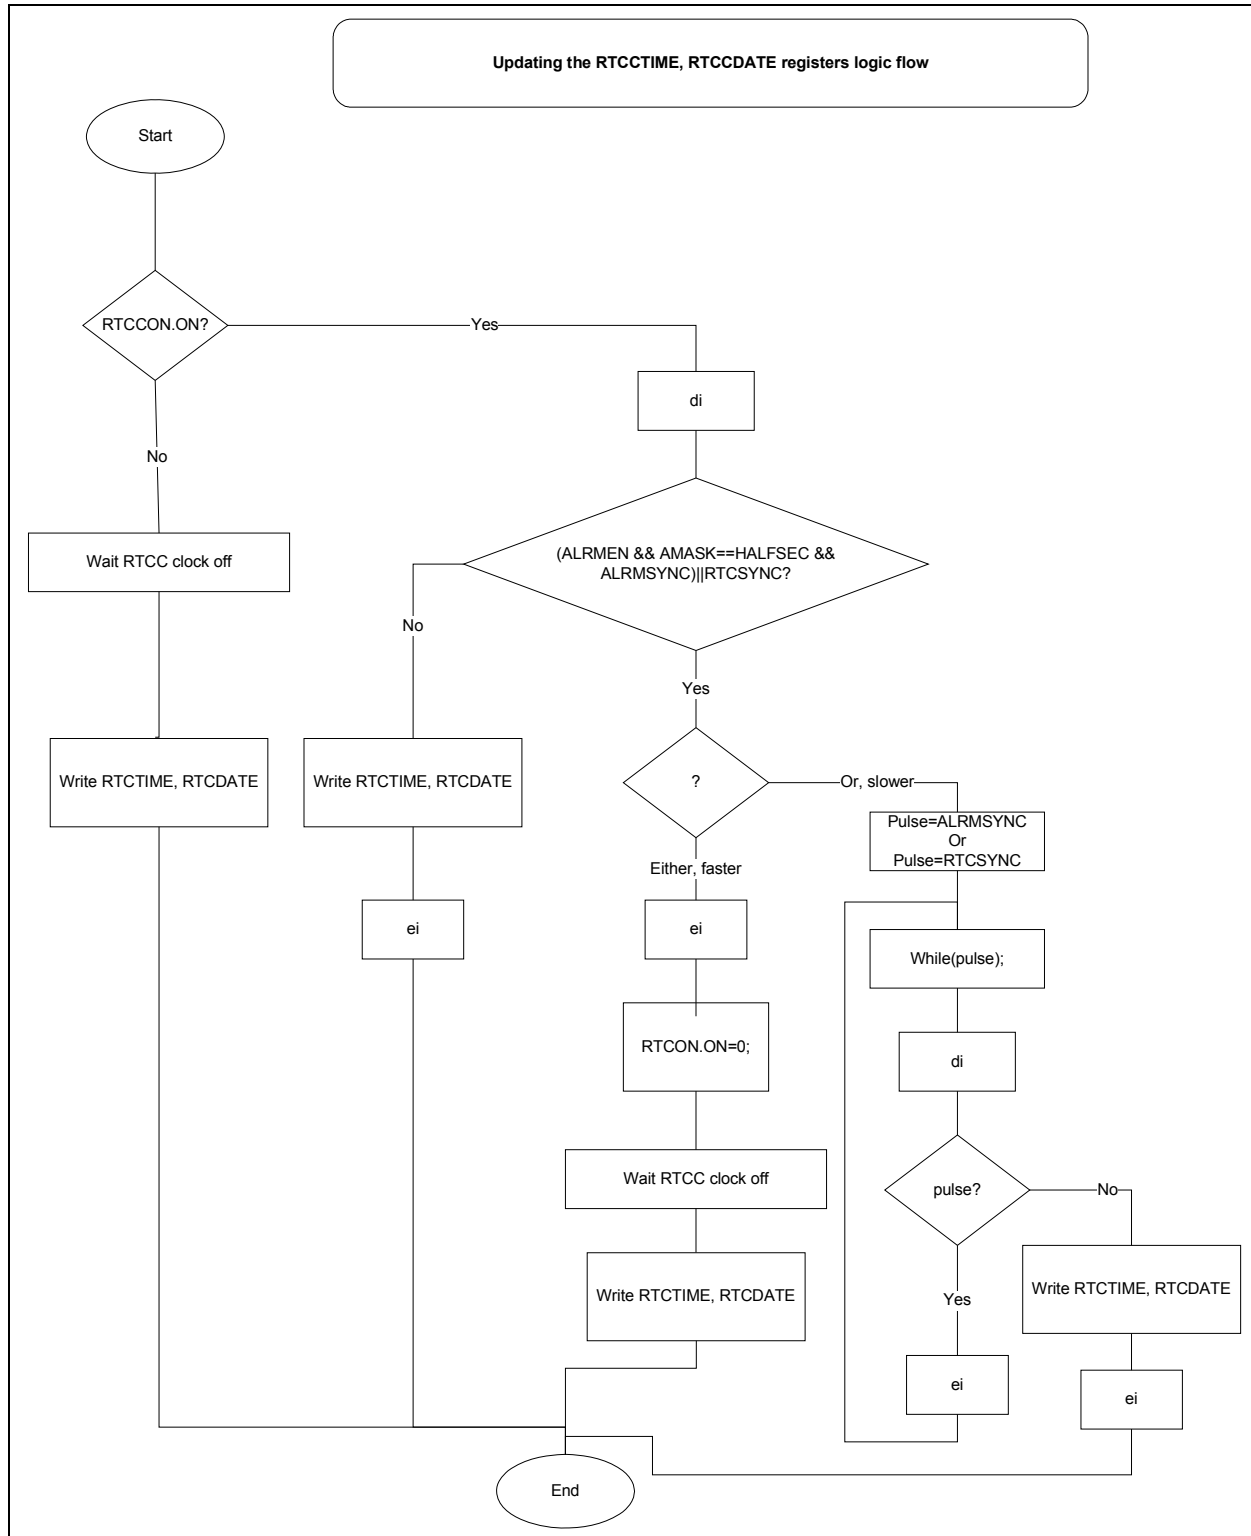 Updating the RTCCTIME, RTCCDATE registers logic flow
Start
RTCCON.ON?
Yes
di
No
Wait RTCC clock off
(ALRMEN && AMASK==HALFSEC &&
ALRMSYNC)||RTCSYNC?
No
Yes
Write RTCTIME, RTCDATE
Write RTCTIME, RTCDATE
?
Or, slower
Pulse=ALRMSYNC
Or
Pulse=RTCSYNC
Either, faster
ei
ei
While(pulse);
RTCON.ON=0;
di
Wait RTCC clock off
pulse?
No
Write RTCTIME, RTCDATE
Yes
Write RTCTIME, RTCDATE
ei
ei
End